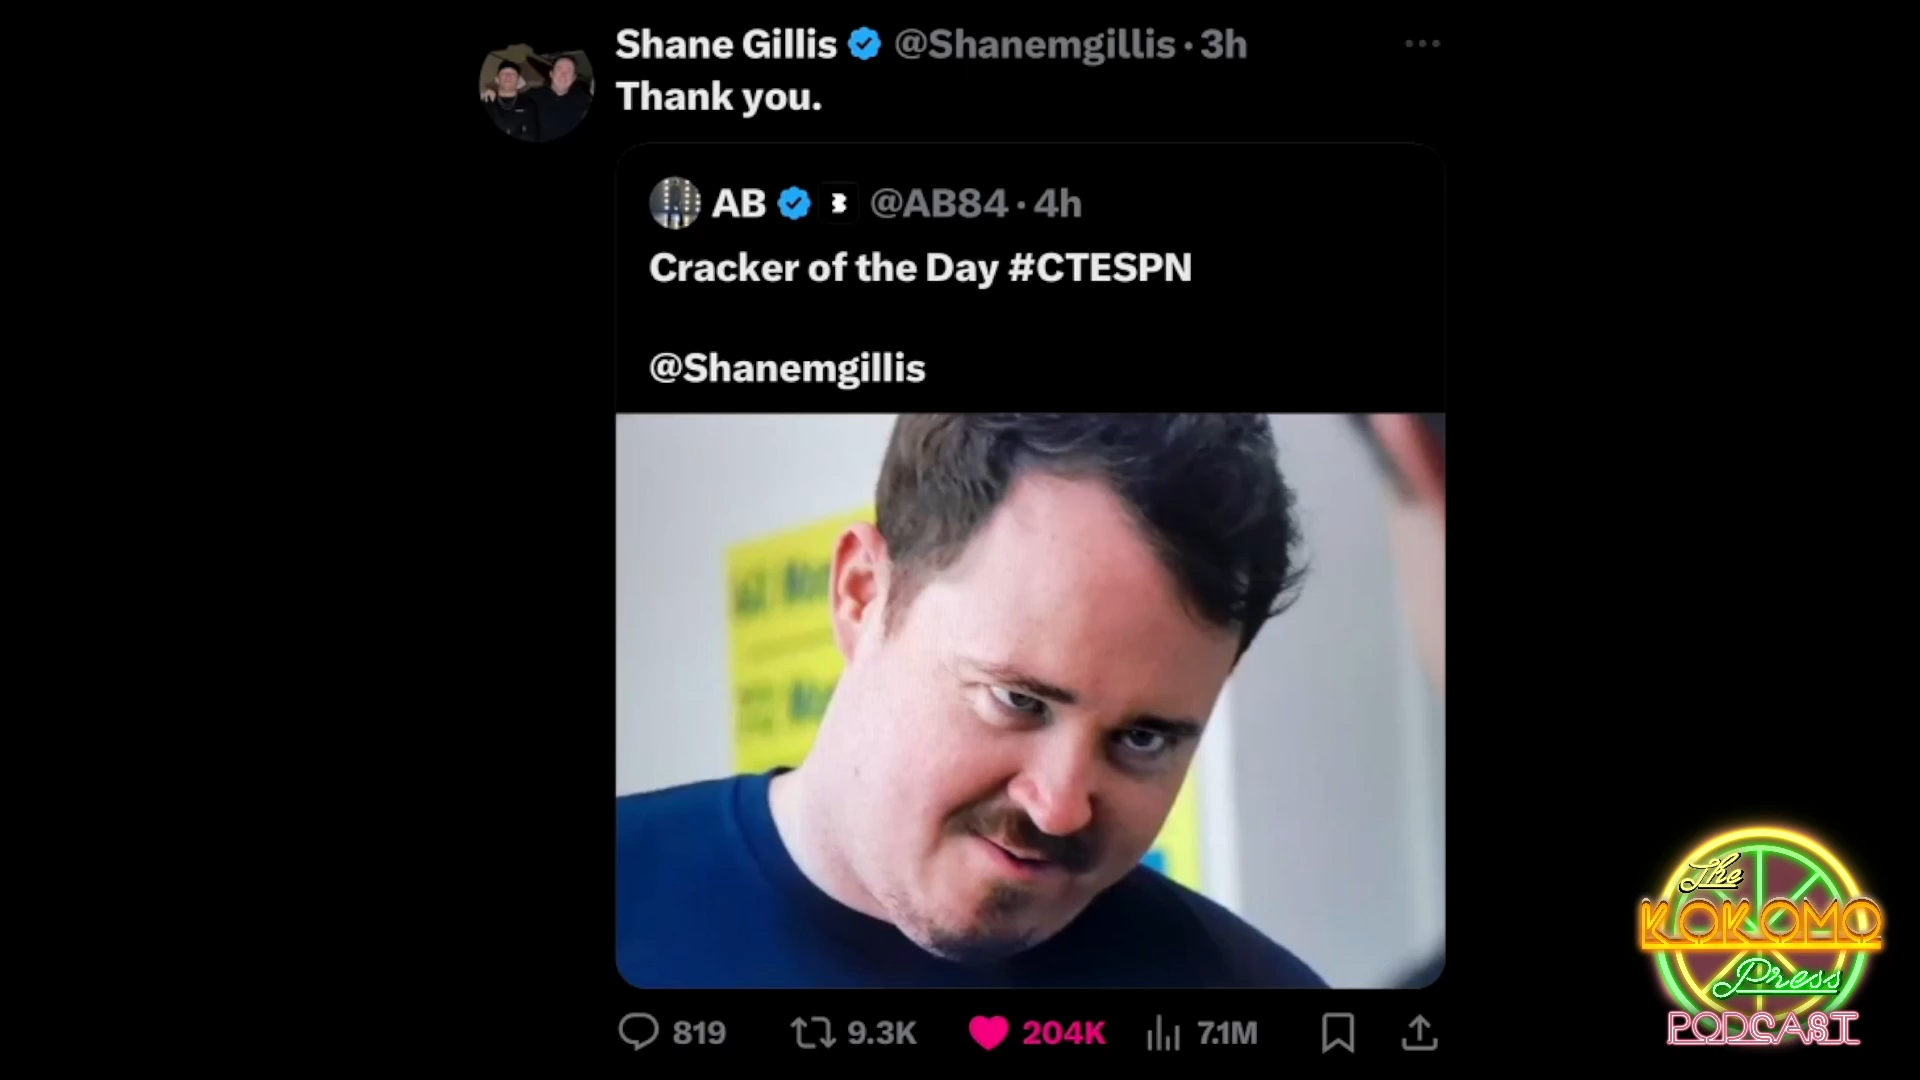 Shane Gillis @Shanemgillis · 3h
Thank you.
AB @AB84 · 4h
Cracker of the Day #CTESPN
@Shanemgillis
819 9.3K 204K 7.1M
The
KOKOMO
Press
PODCAST